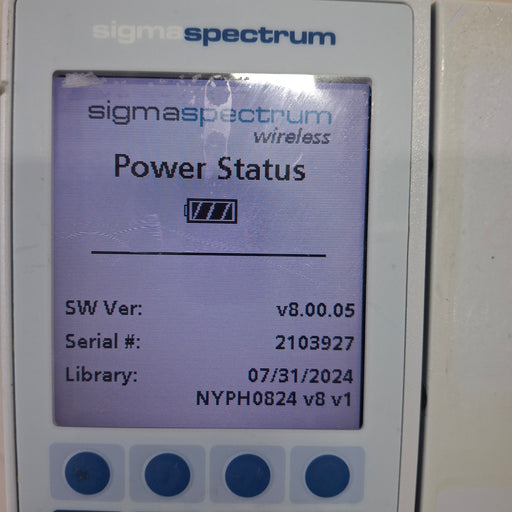 sigmaspectrum
sigmaspectrum
wireless
Power Status
SW Ver: v8.00.05
Serial #: 2103927
Library: 07/31/2024
NYPH0824 v8 v1